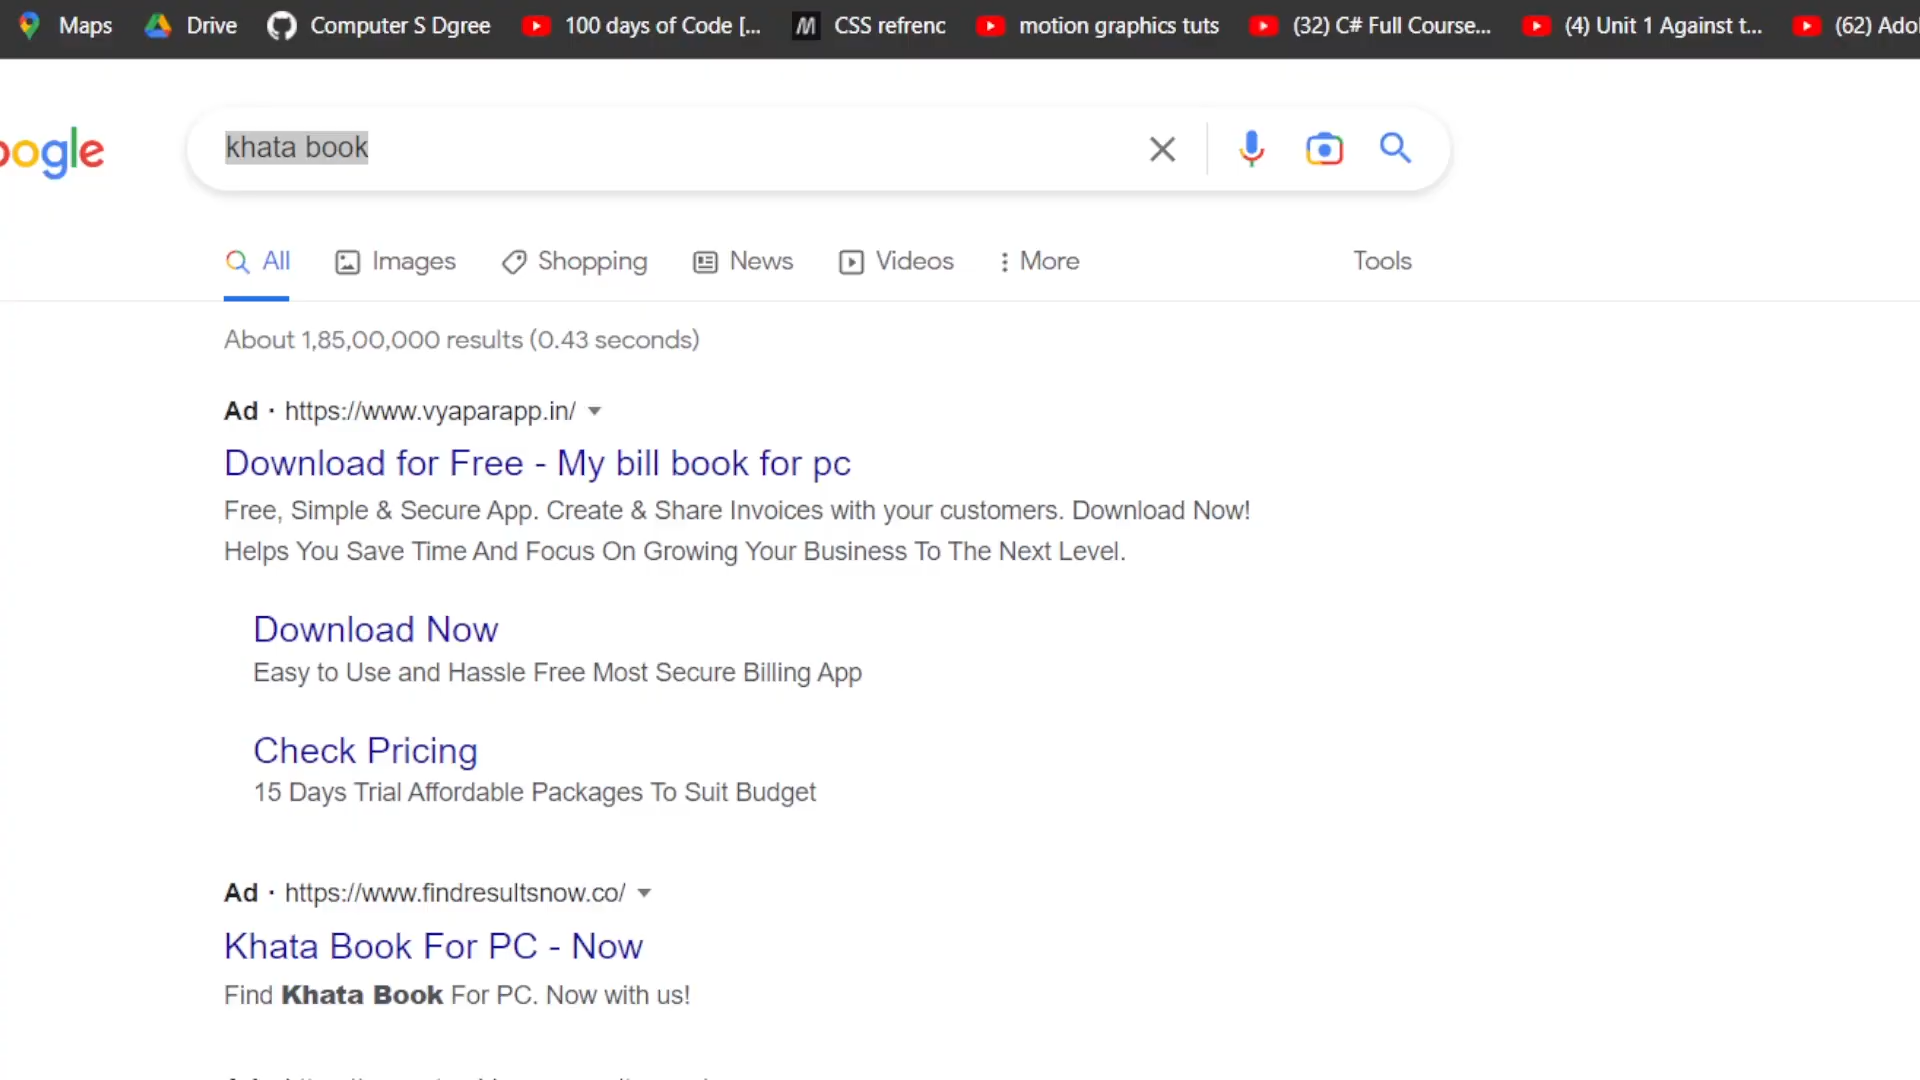 Maps Drive Computer S Dgree 100 days of Code [... CSS refrenc motion graphics tuts (32) C# Full Course... (4) Unit 1 Against t... (62) Ado
oogle
khata book
All Images Shopping News Videos More Tools
About 1,85,00,000 results (0.43 seconds)
Ad · https://www.vyaparapp.in/
Download for Free - My bill book for pc
Free, Simple & Secure App. Create & Share Invoices with your customers. Download Now!
Helps You Save Time And Focus On Growing Your Business To The Next Level.
Download Now
Easy to Use and Hassle Free Most Secure Billing App
Check Pricing
15 Days Trial Affordable Packages To Suit Budget
Ad · https://www.findresultsnow.co/
Khata Book For PC - Now
Find Khata Book For PC. Now with us!